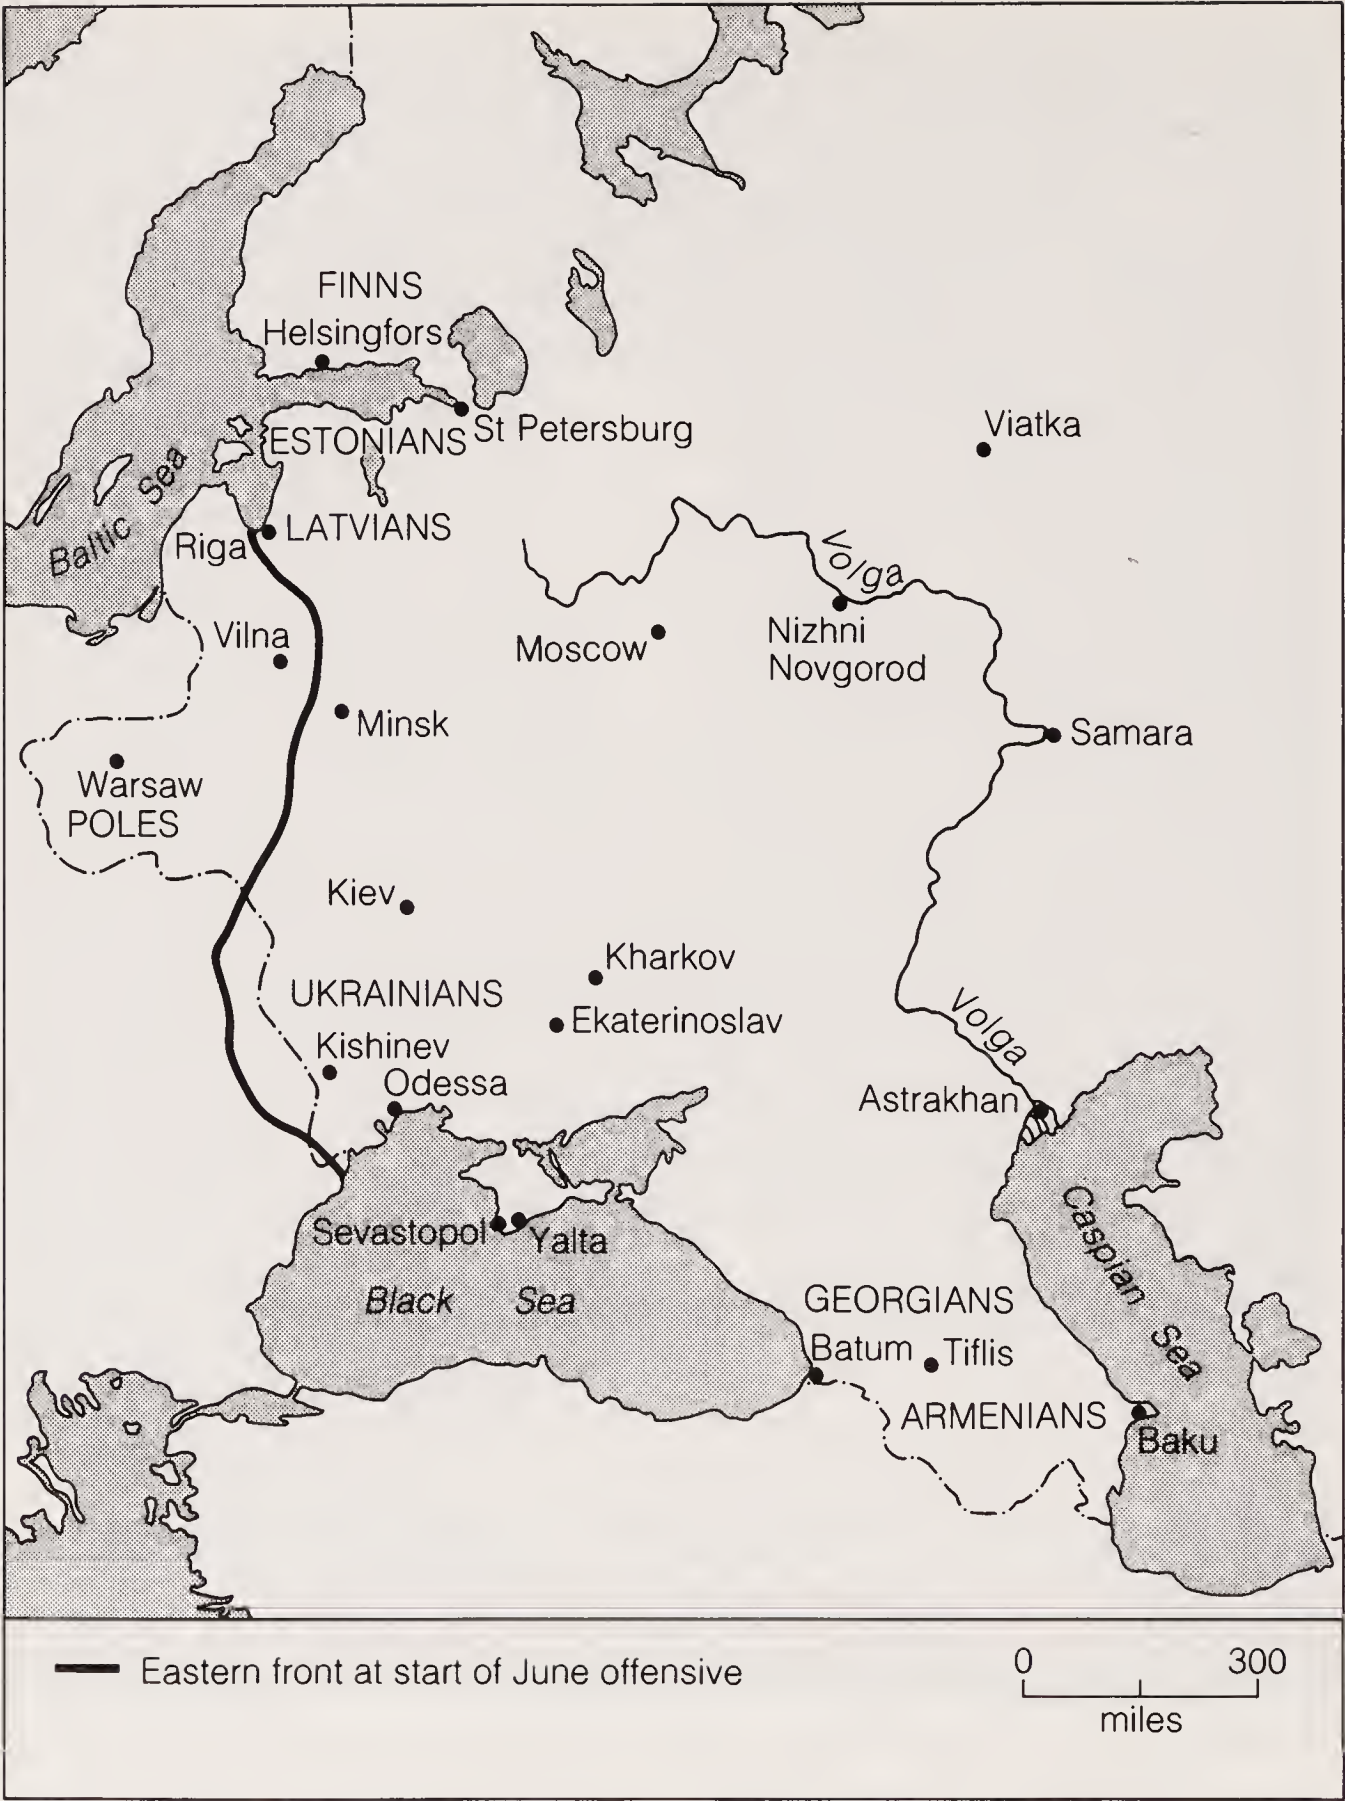 FINNS
Helsingfors
St Petersburg
ESTONIANS
Viatka
Baltic Sea
LATVIANS
Riga
Volga
Nizhni
Novgorod
Moscow
Vilna
Minsk
Samara
Warsaw
POLES
Kiev
Kharkov
UKRAINIANS
Ekaterinoslav
Volga
Kishinev
Odessa
Astrakhan
Sevastopol
Yalta
Caspian Sea
Black Sea
GEORGIANS
Batum
Tiflis
ARMENIANS
Baku
Eastern front at start of June offensive
0 300
miles